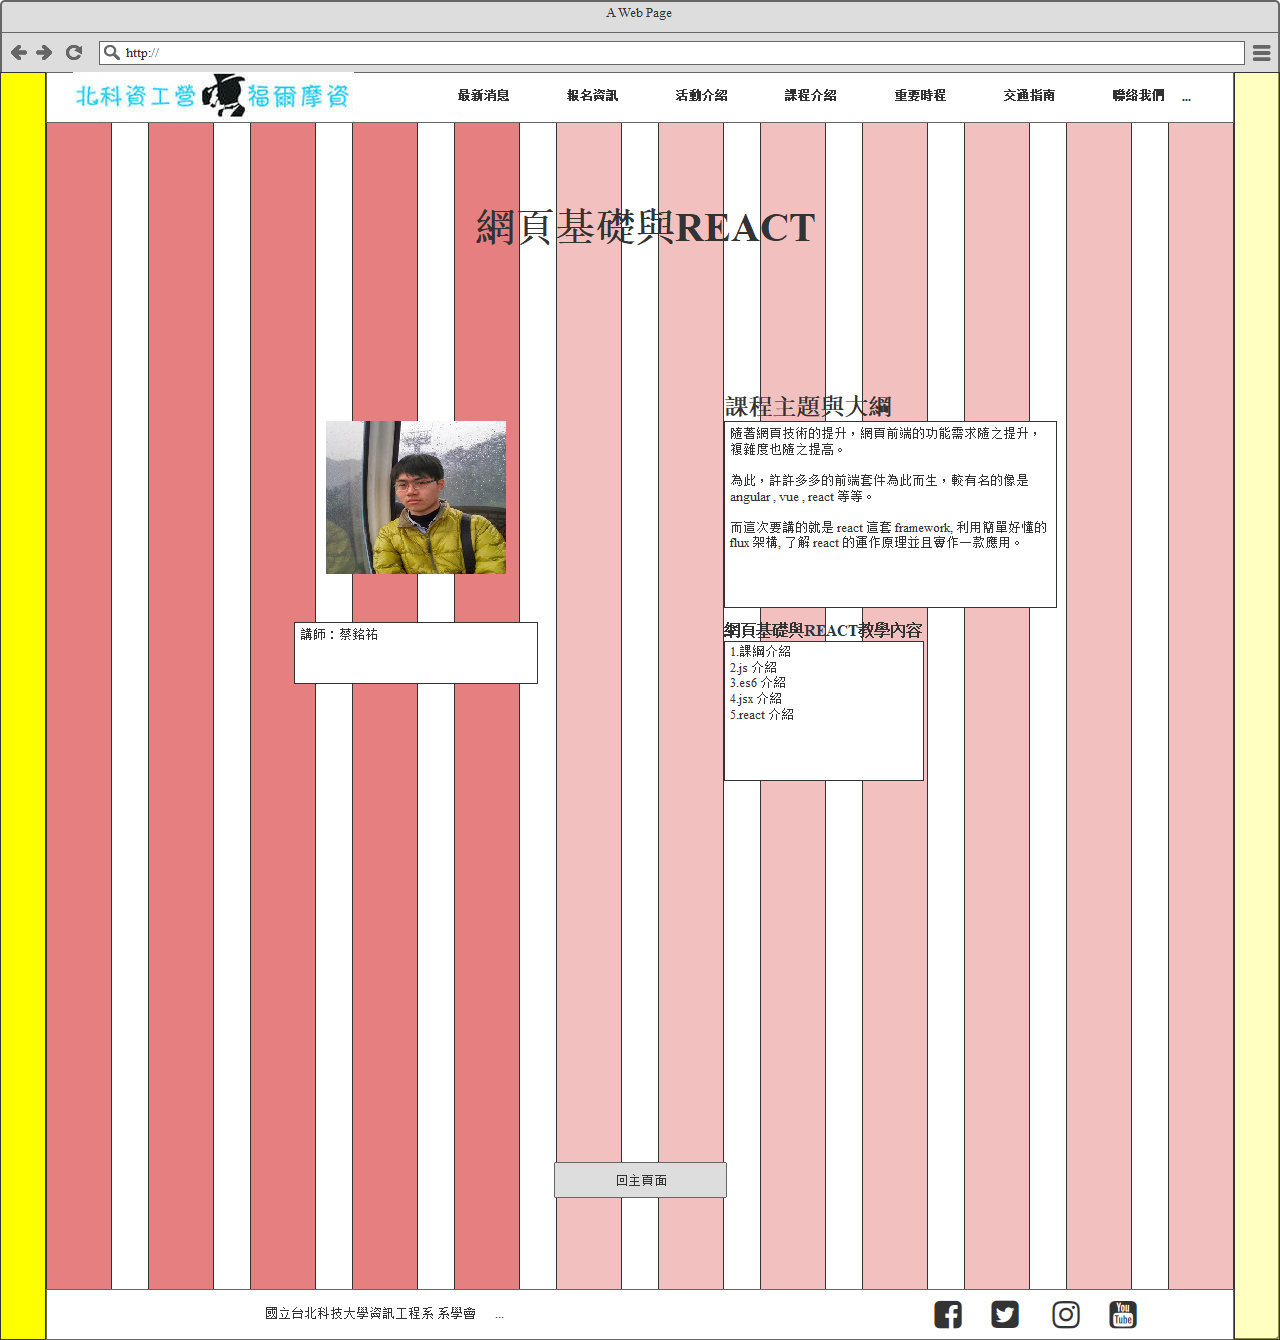 A Web Page
http://
北科資工營 福爾摩資
最新消息 報名資訊 活動介紹 課程介紹 重要時程 交通指南 聯絡我們 ...
網頁基礎與REACT
課程主題與大綱
隨著網頁技術的提升，網頁前端的功能需求隨之提升，
複雜度也隨之提高。
為此，許許多多的前端套件為此而生，較有名的像是
angular , vue , react 等等。
而這次要講的就是 react 這套 framework, 利用簡單好懂的
flux 架構, 了解 react 的運作原理並且實作一款應用。
講師：蔡銘祐
網頁基礎與REACT教學內容
1.課綱介紹
2.js 介紹
3.es6 介紹
4.jsx 介紹
5.react 介紹
回主頁面
國立台北科技大學資訊工程系 系學會 ...
You
Tube